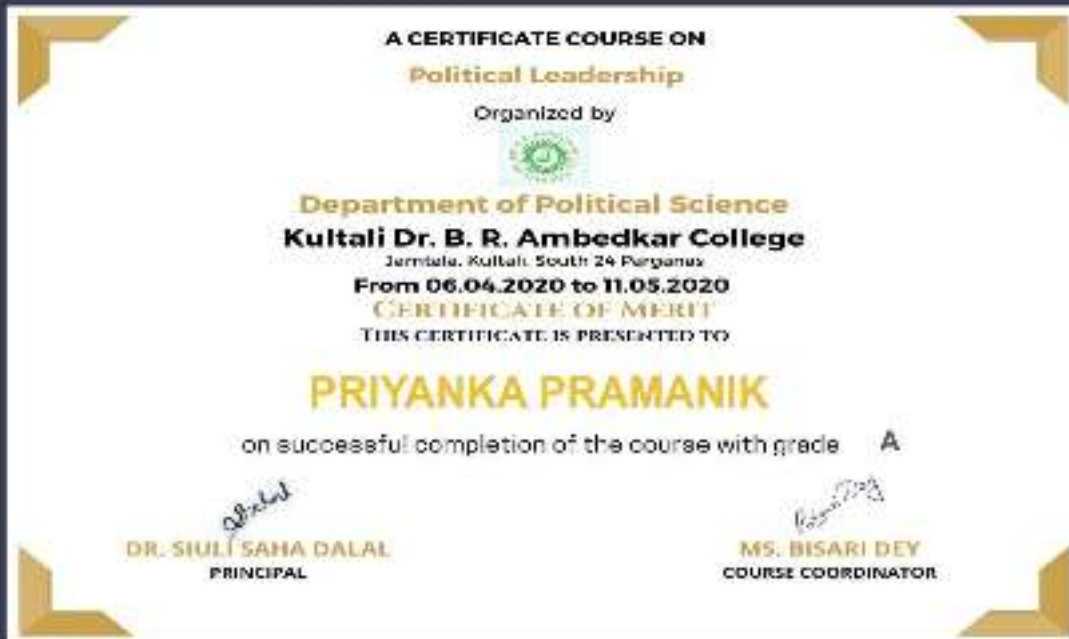 A CERTIFICATE COURSE ON
Political Leadership
Organized by
Department of Political Science
Kultali Dr. B. R. Ambedkar College
Jamtala, Kultali, South 24 Parganas
From 06.04.2020 to 11.05.2020
CERTIFICATE OF MERIT
THIS CERTIFICATE IS PRESENTED TO
PRIYANKA PRAMANIK
on successful completion of the course with grade A
DR. SIULI SAHA DALAL
MS. BISARI DEY
PRINCIPAL
COURSE COORDINATOR